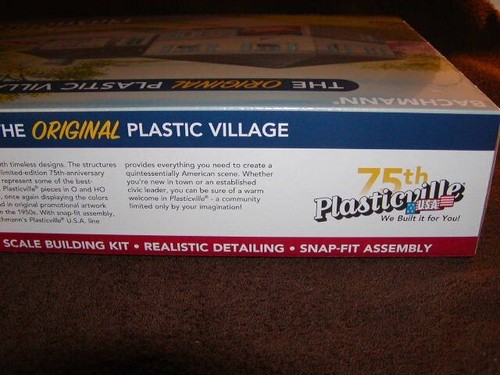 THE ORIGINAL PLASTIC VILLAGE
BACHMANN
HE ORIGINAL PLASTIC VILLAGE
th timeless designs. The structures
limited-edition 75th-anniversary
represent some of the best-
Plasticville® pieces in O and HO
, once again displaying the colors
d in original promotional artwork
n the 1950s. With snap-fit assembly,
hmann's Plasticville® U.S.A. line
provides everything you need to create a
quintessentially American scene. Whether
you're new in town or an established
civic leader, you can be sure of a warm
welcome in Plasticville® - a community
limited only by your imagination!
75th
Plasticville®
U.S.A.
We Built it for You!
SCALE BUILDING KIT • REALISTIC DETAILING • SNAP-FIT ASSEMBLY